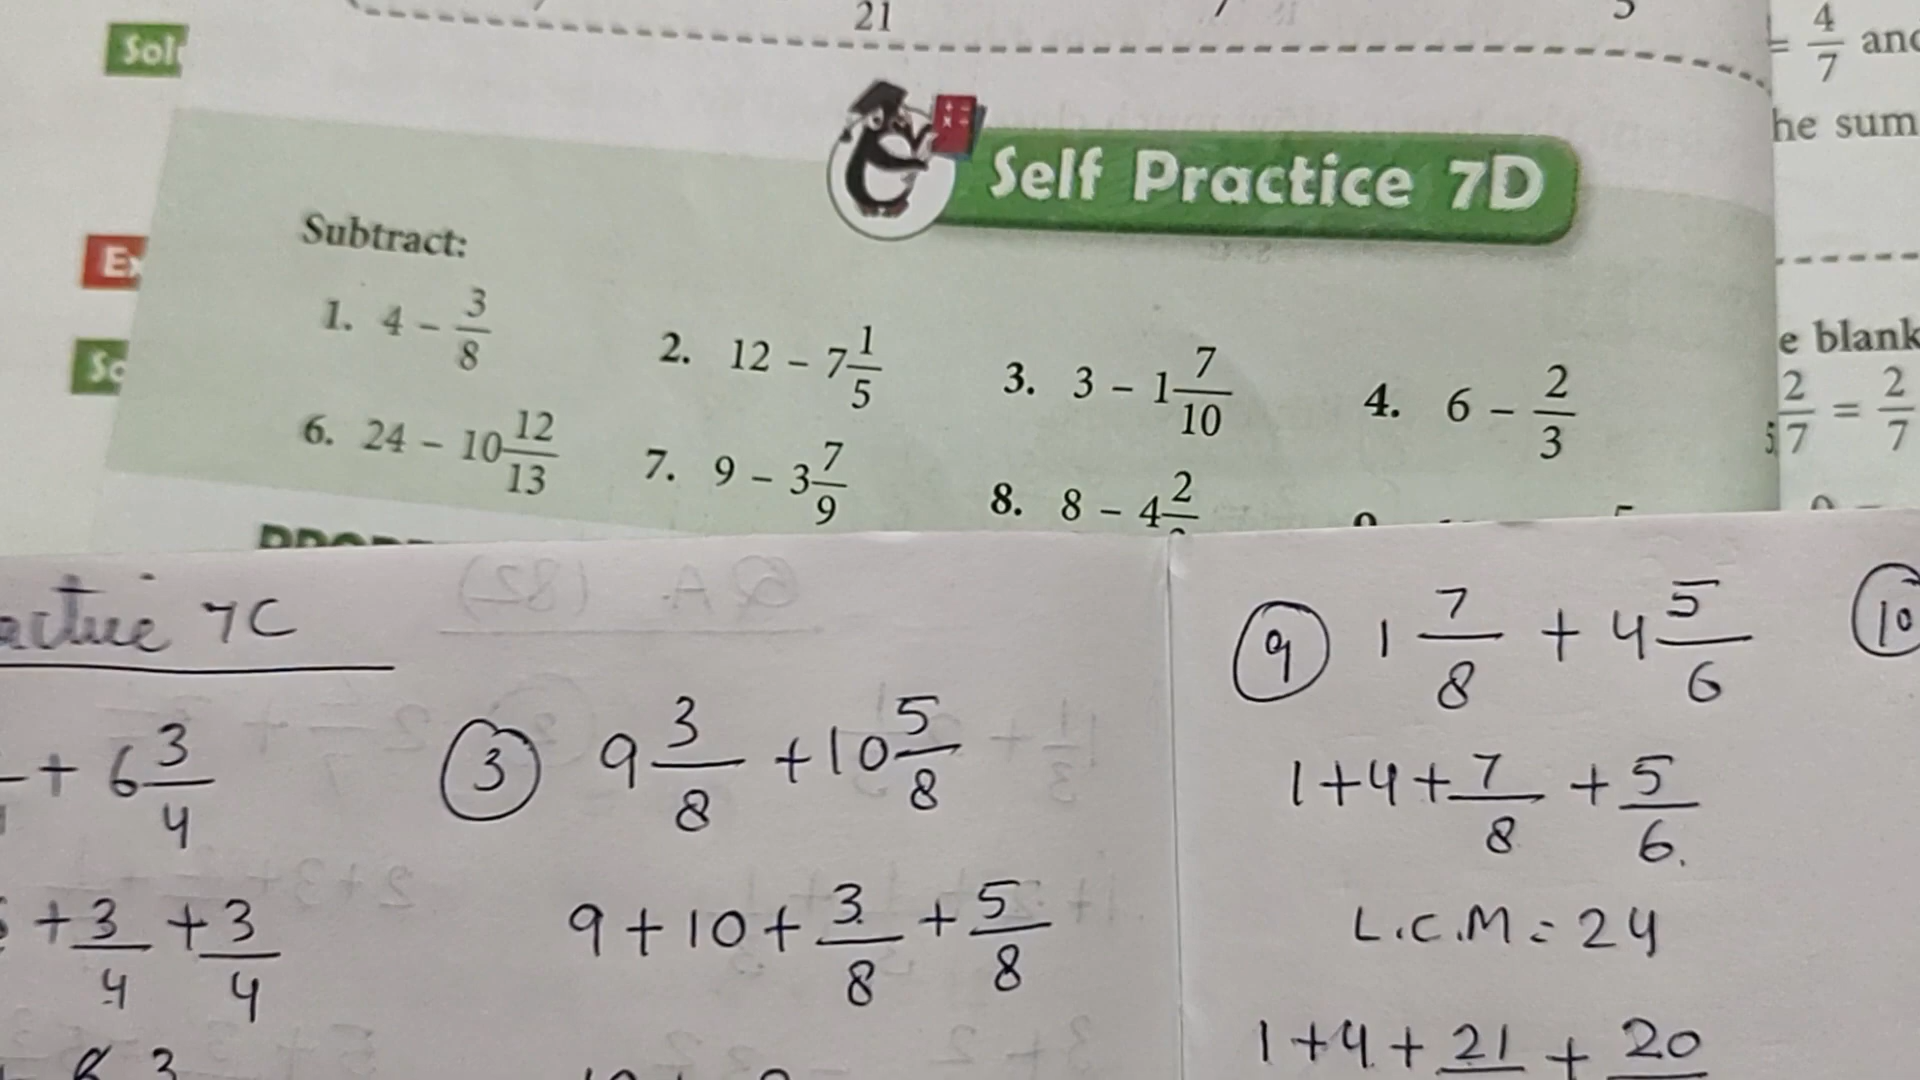 21
= 4/7 and
he sum
Self Practice 7D
Subtract:
1. 4 – 3/8
2. 12 – 7 1/5
3. 3 – 1 7/10
4. 6 – 2/3
6. 24 – 10 12/13
7. 9 – 3 7/9
8. 8 – 4 2
e blank
2/7 = 2/7
7C
+ 6 3/4
+ 3/4 + 3/4
③ 9 3/8 + 10 5/8
9 + 10 + 3/8 + 5/8
⑨ 1 7/8 + 4 5/6
1 + 4 + 7/8 + 5/6.
L.C.M = 24
1 + 4 + 21 + 20
⑩